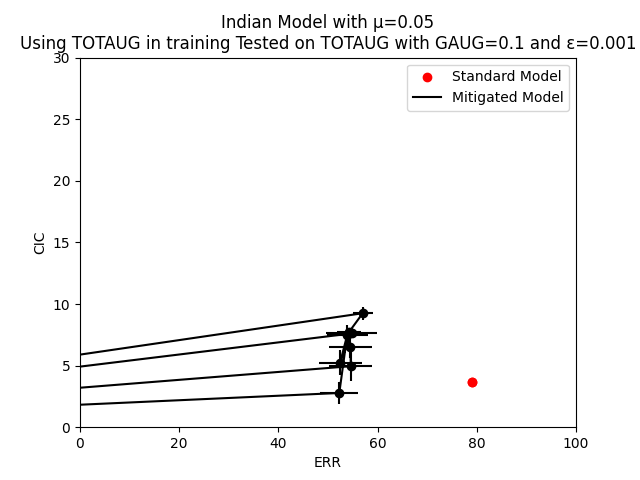 Indian Model with μ=0.05
Using TOTAUG in training Tested on TOTAUG with GAUG=0.1 and ε=0.001
30
25
20
15
10
5
0
CIC
Standard Model
Mitigated Model
0 20 40 60 80 100
ERR